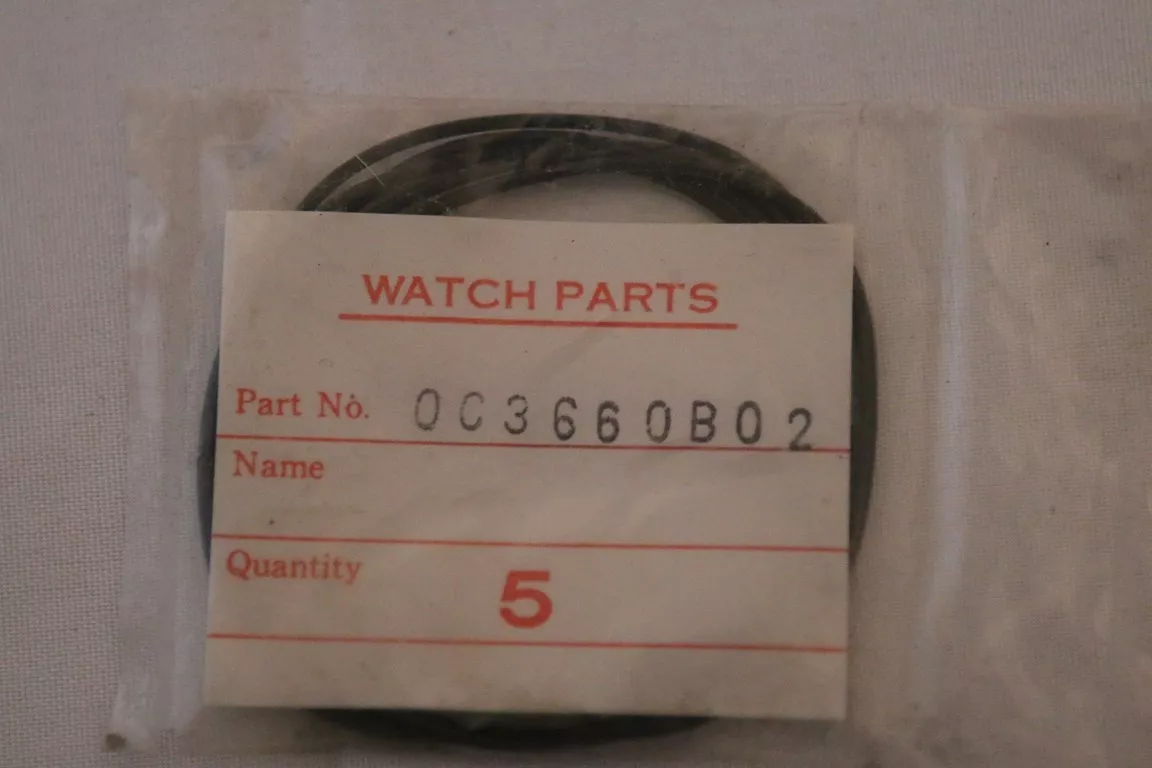 WATCH PARTS
Part No. 0C3660B02
Name
Quantity 5